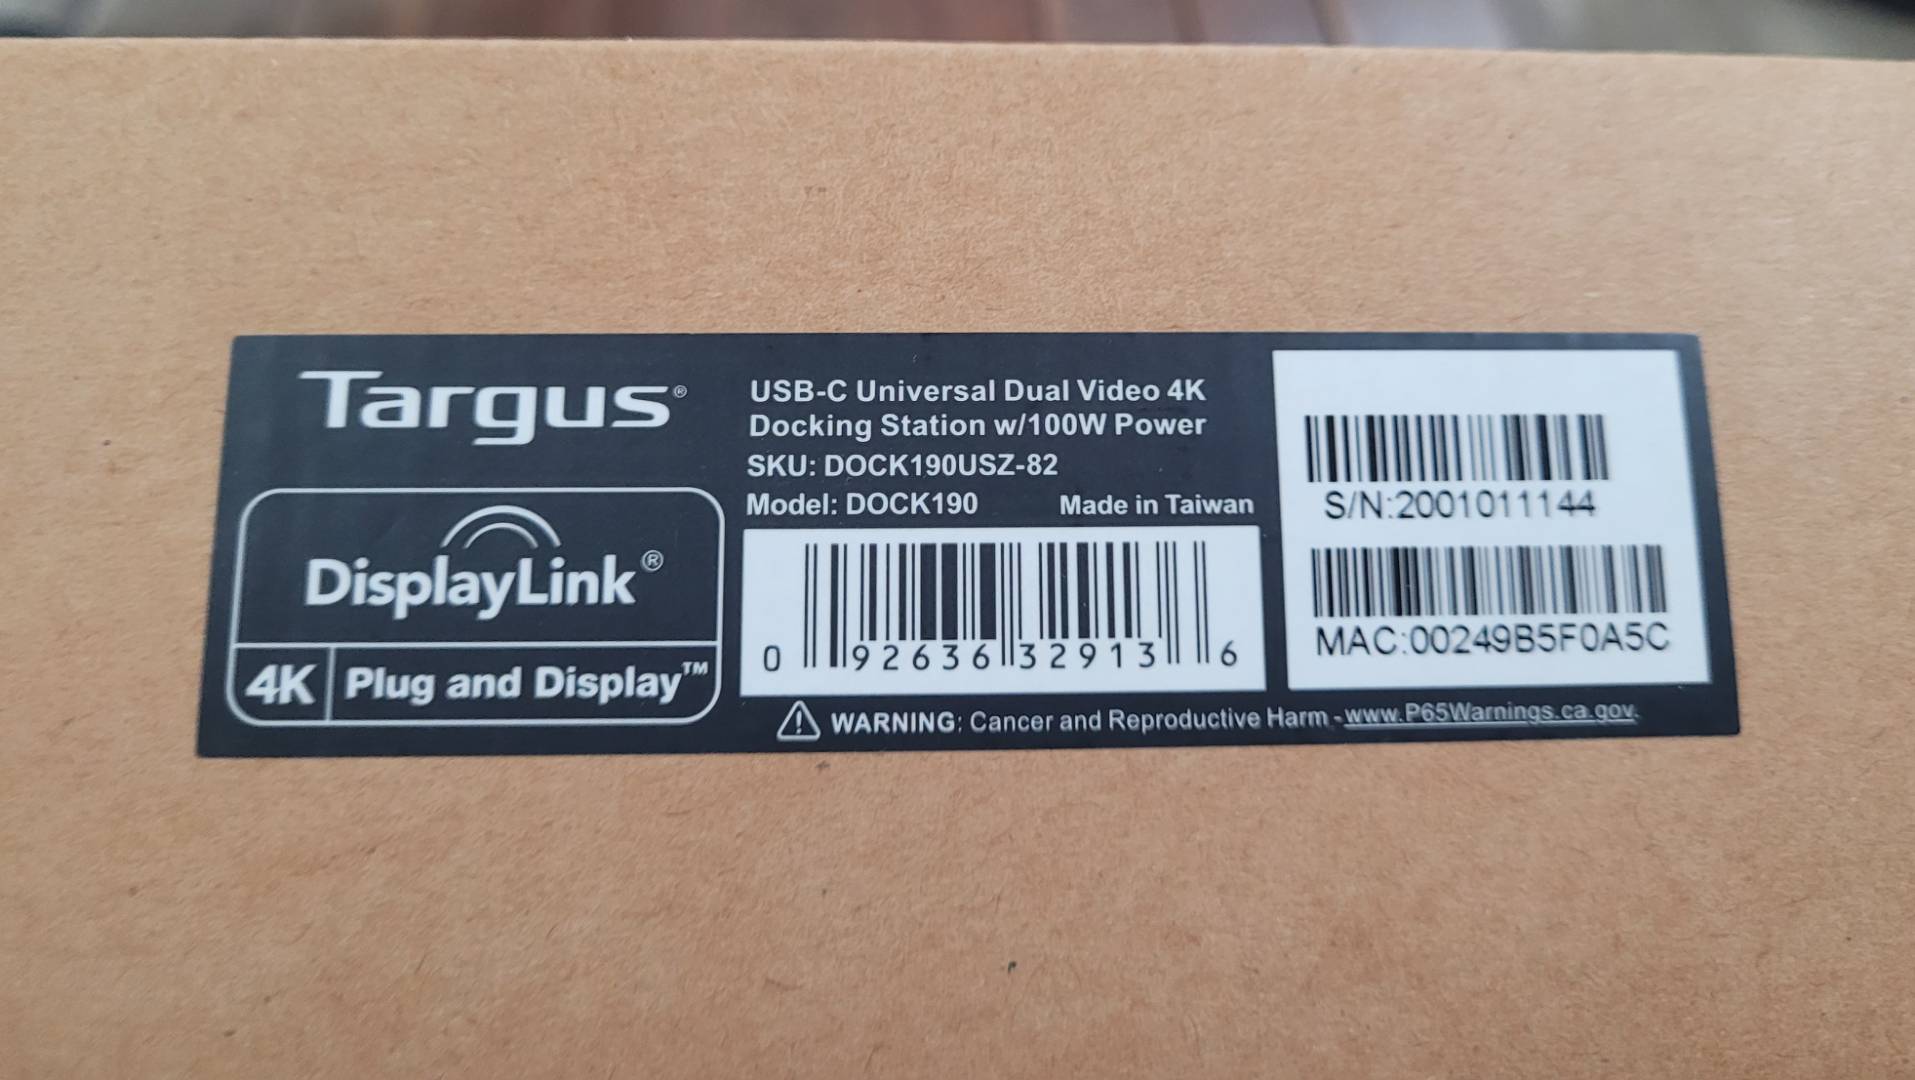 Targus®
DisplayLink®
4K Plug and Display™
USB-C Universal Dual Video 4K
Docking Station w/100W Power
SKU: DOCK190USZ-82
Model: DOCK190 Made in Taiwan
0 92636 32913 6
S/N:2001011144
MAC:00249B5F0A5C
WARNING: Cancer and Reproductive Harm - www.P65Warnings.ca.gov.